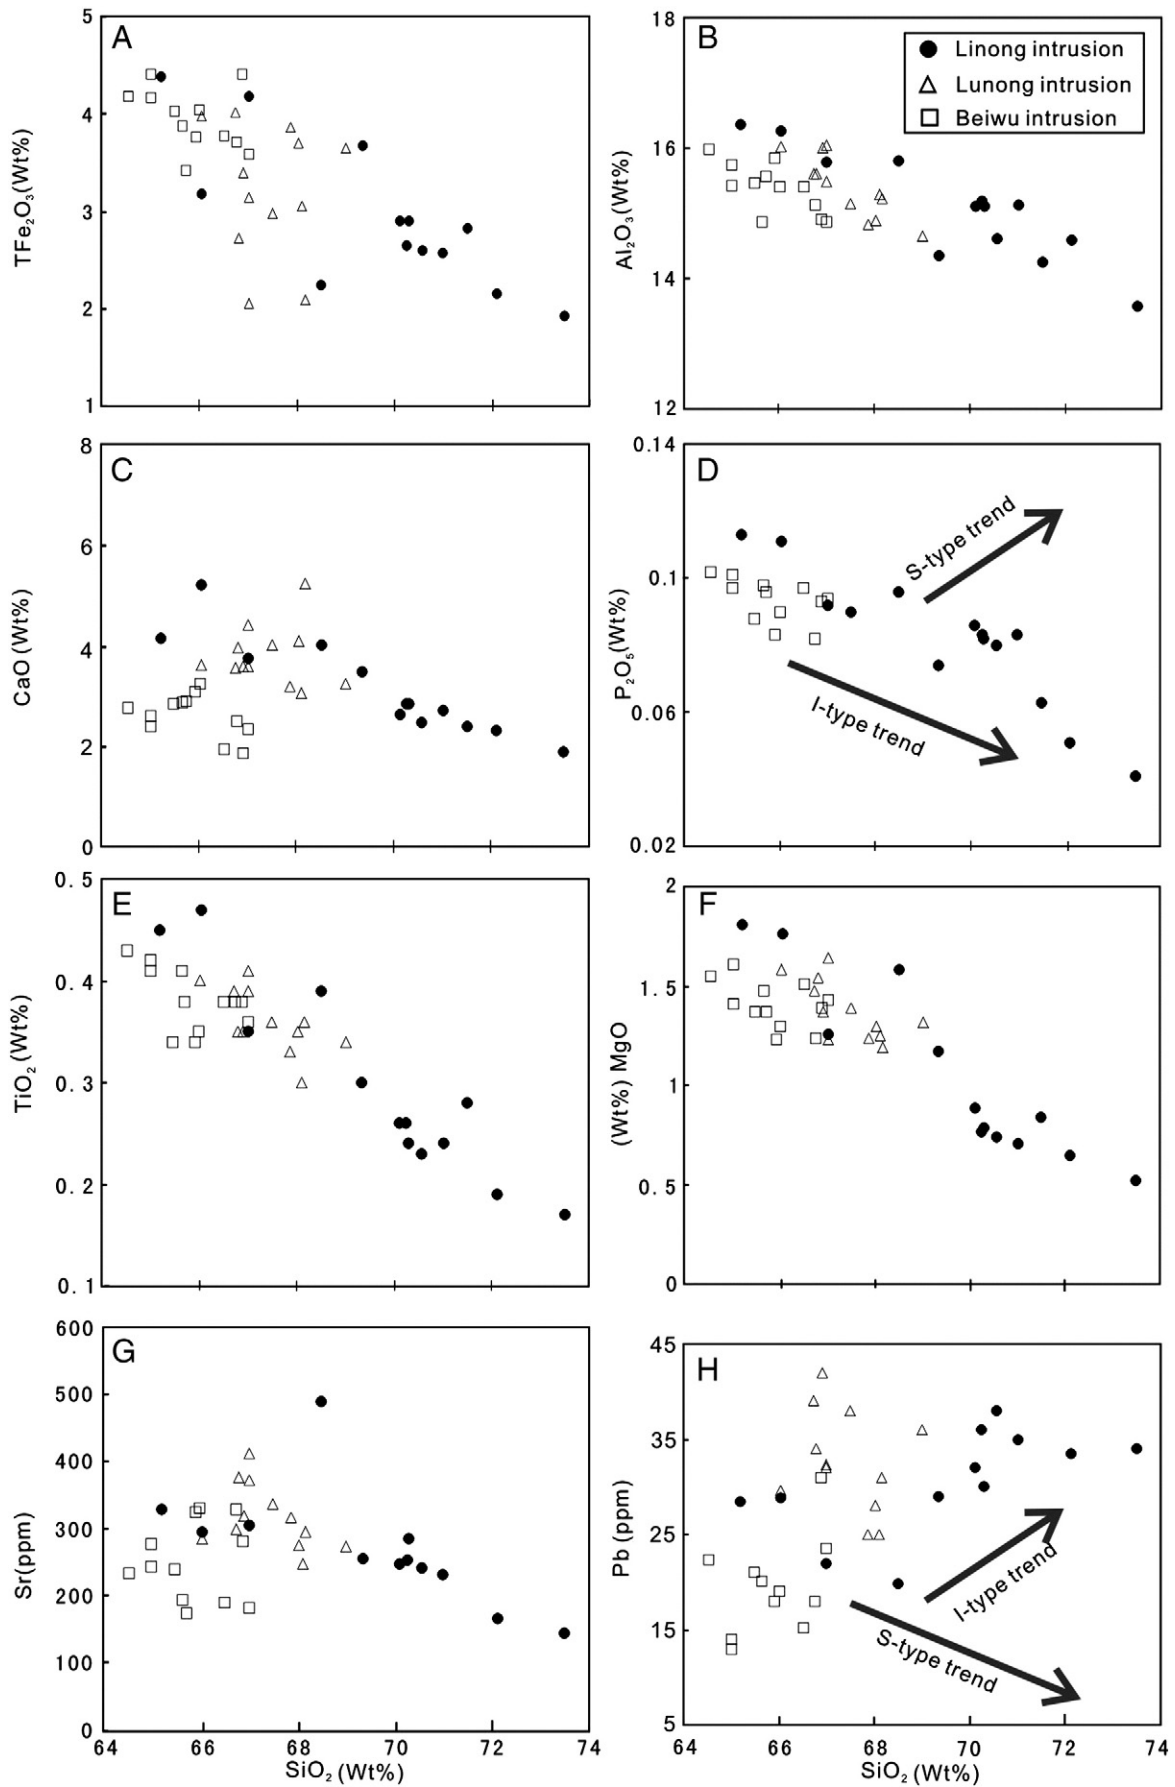 A
5
4
3
2
1
TFe₂O₃(Wt%)
B
18
16
14
12
Al₂O₃(Wt%)
Linong intrusion
Lunong intrusion
Beiwu intrusion
C
8
6
4
2
0
CaO (Wt%)
D
0.14
0.1
0.06
0.02
P₂O₅(Wt%)
S-type trend
I-type trend
E
0.5
0.4
0.3
0.2
0.1
TiO₂ (Wt%)
F
2
1.5
1
0.5
0
(Wt%) MgO
G
600
500
400
300
200
100
0
Sr(ppm)
64 66 68 70 72 74
SiO₂ (Wt%)
H
45
35
25
15
5
Pb (ppm)
I-type trend
S-type trend
64 66 68 70 72 74
SiO₂ (Wt%)